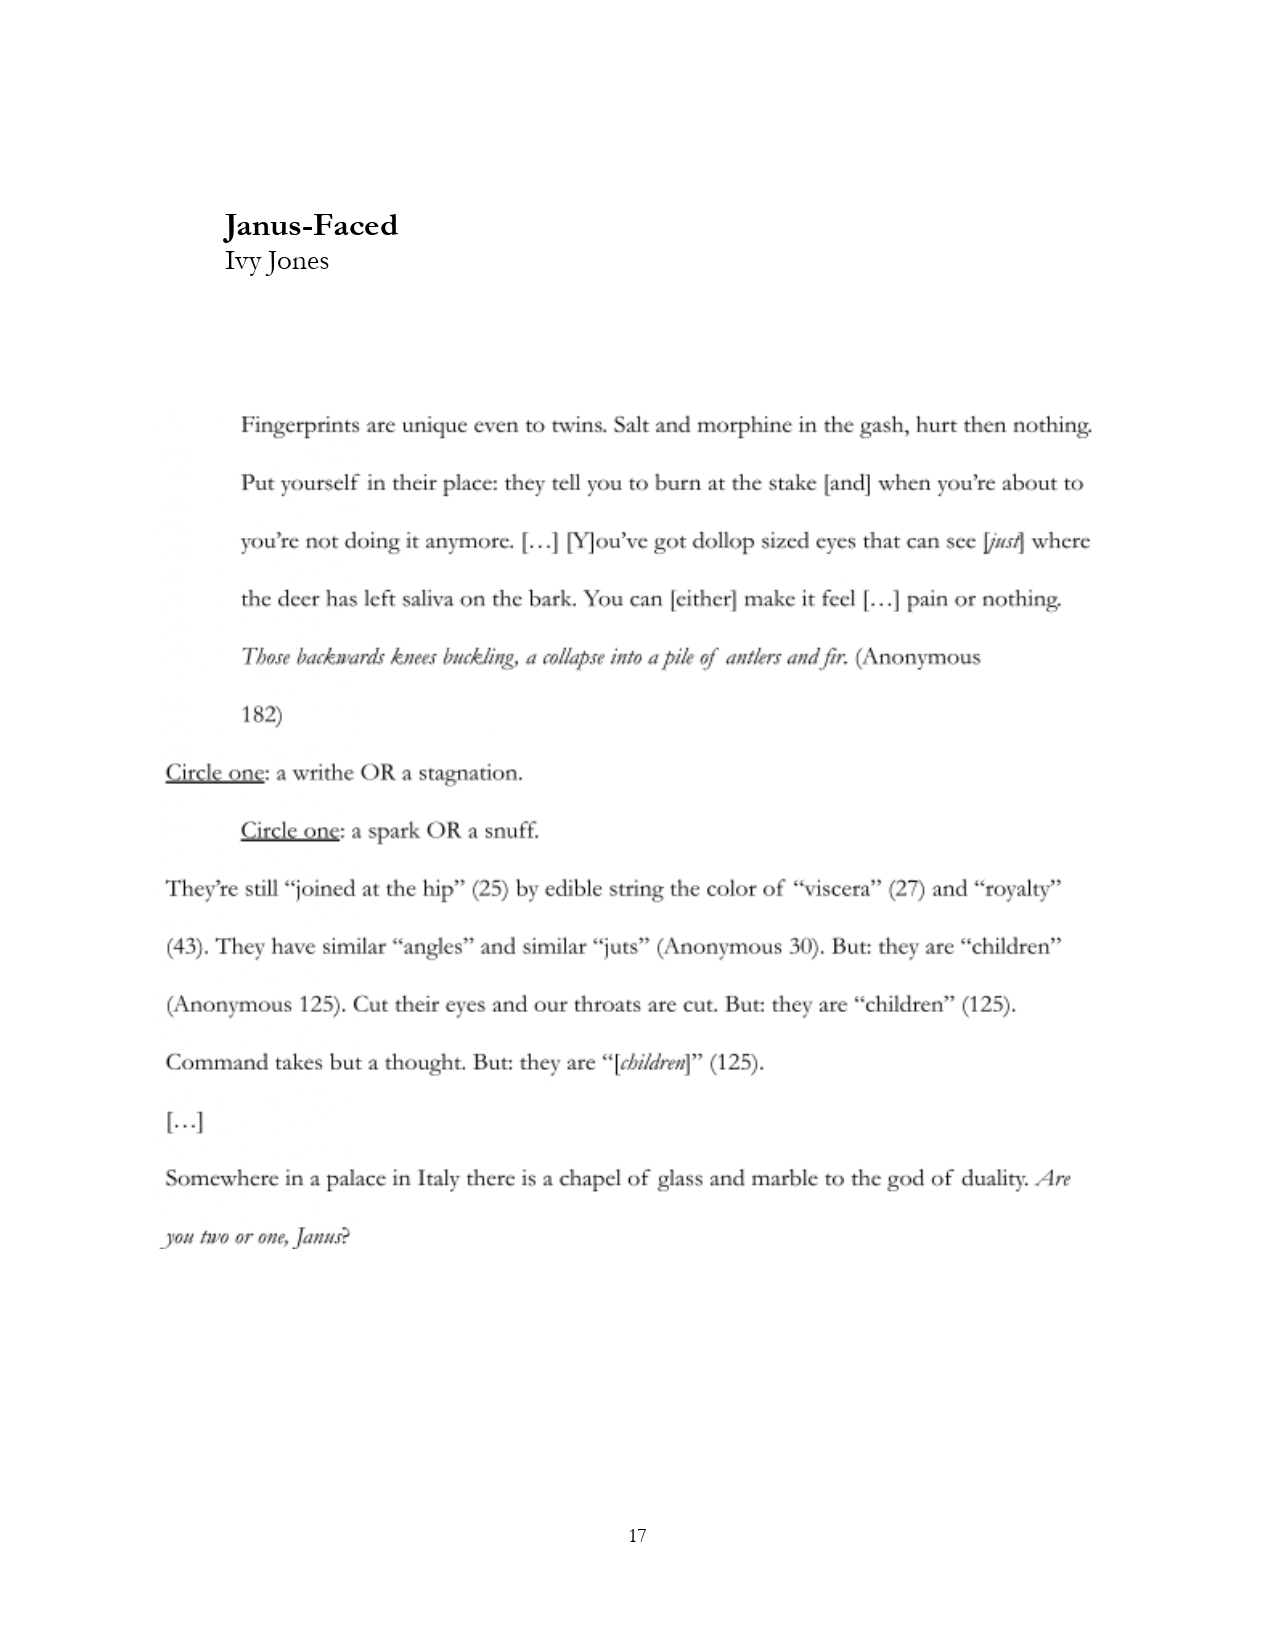 Janus-Faced
Ivy Jones
Fingerprints are unique even to twins. Salt and morphine in the gash, hurt then nothing.
Put yourself in their place: they tell you to burn at the stake [and] when you’re about to
you’re not doing it anymore. […] [Y]ou’ve got dollop sized eyes that can see [just] where
the deer has left saliva on the bark. You can [either] make it feel […] pain or nothing.
Those backwards knees buckling, a collapse into a pile of antlers and fir. (Anonymous
182)
Circle one: a writhe OR a stagnation.
Circle one: a spark OR a snuff.
They’re still “joined at the hip” (25) by edible string the color of “viscera” (27) and “royalty”
(43). They have similar “angles” and similar “juts” (Anonymous 30). But: they are “children”
(Anonymous 125). Cut their eyes and our throats are cut. But: they are “children” (125).
Command takes but a thought. But: they are “[children]” (125).
[…]
Somewhere in a palace in Italy there is a chapel of glass and marble to the god of duality. Are
you two or one, Janus?
17